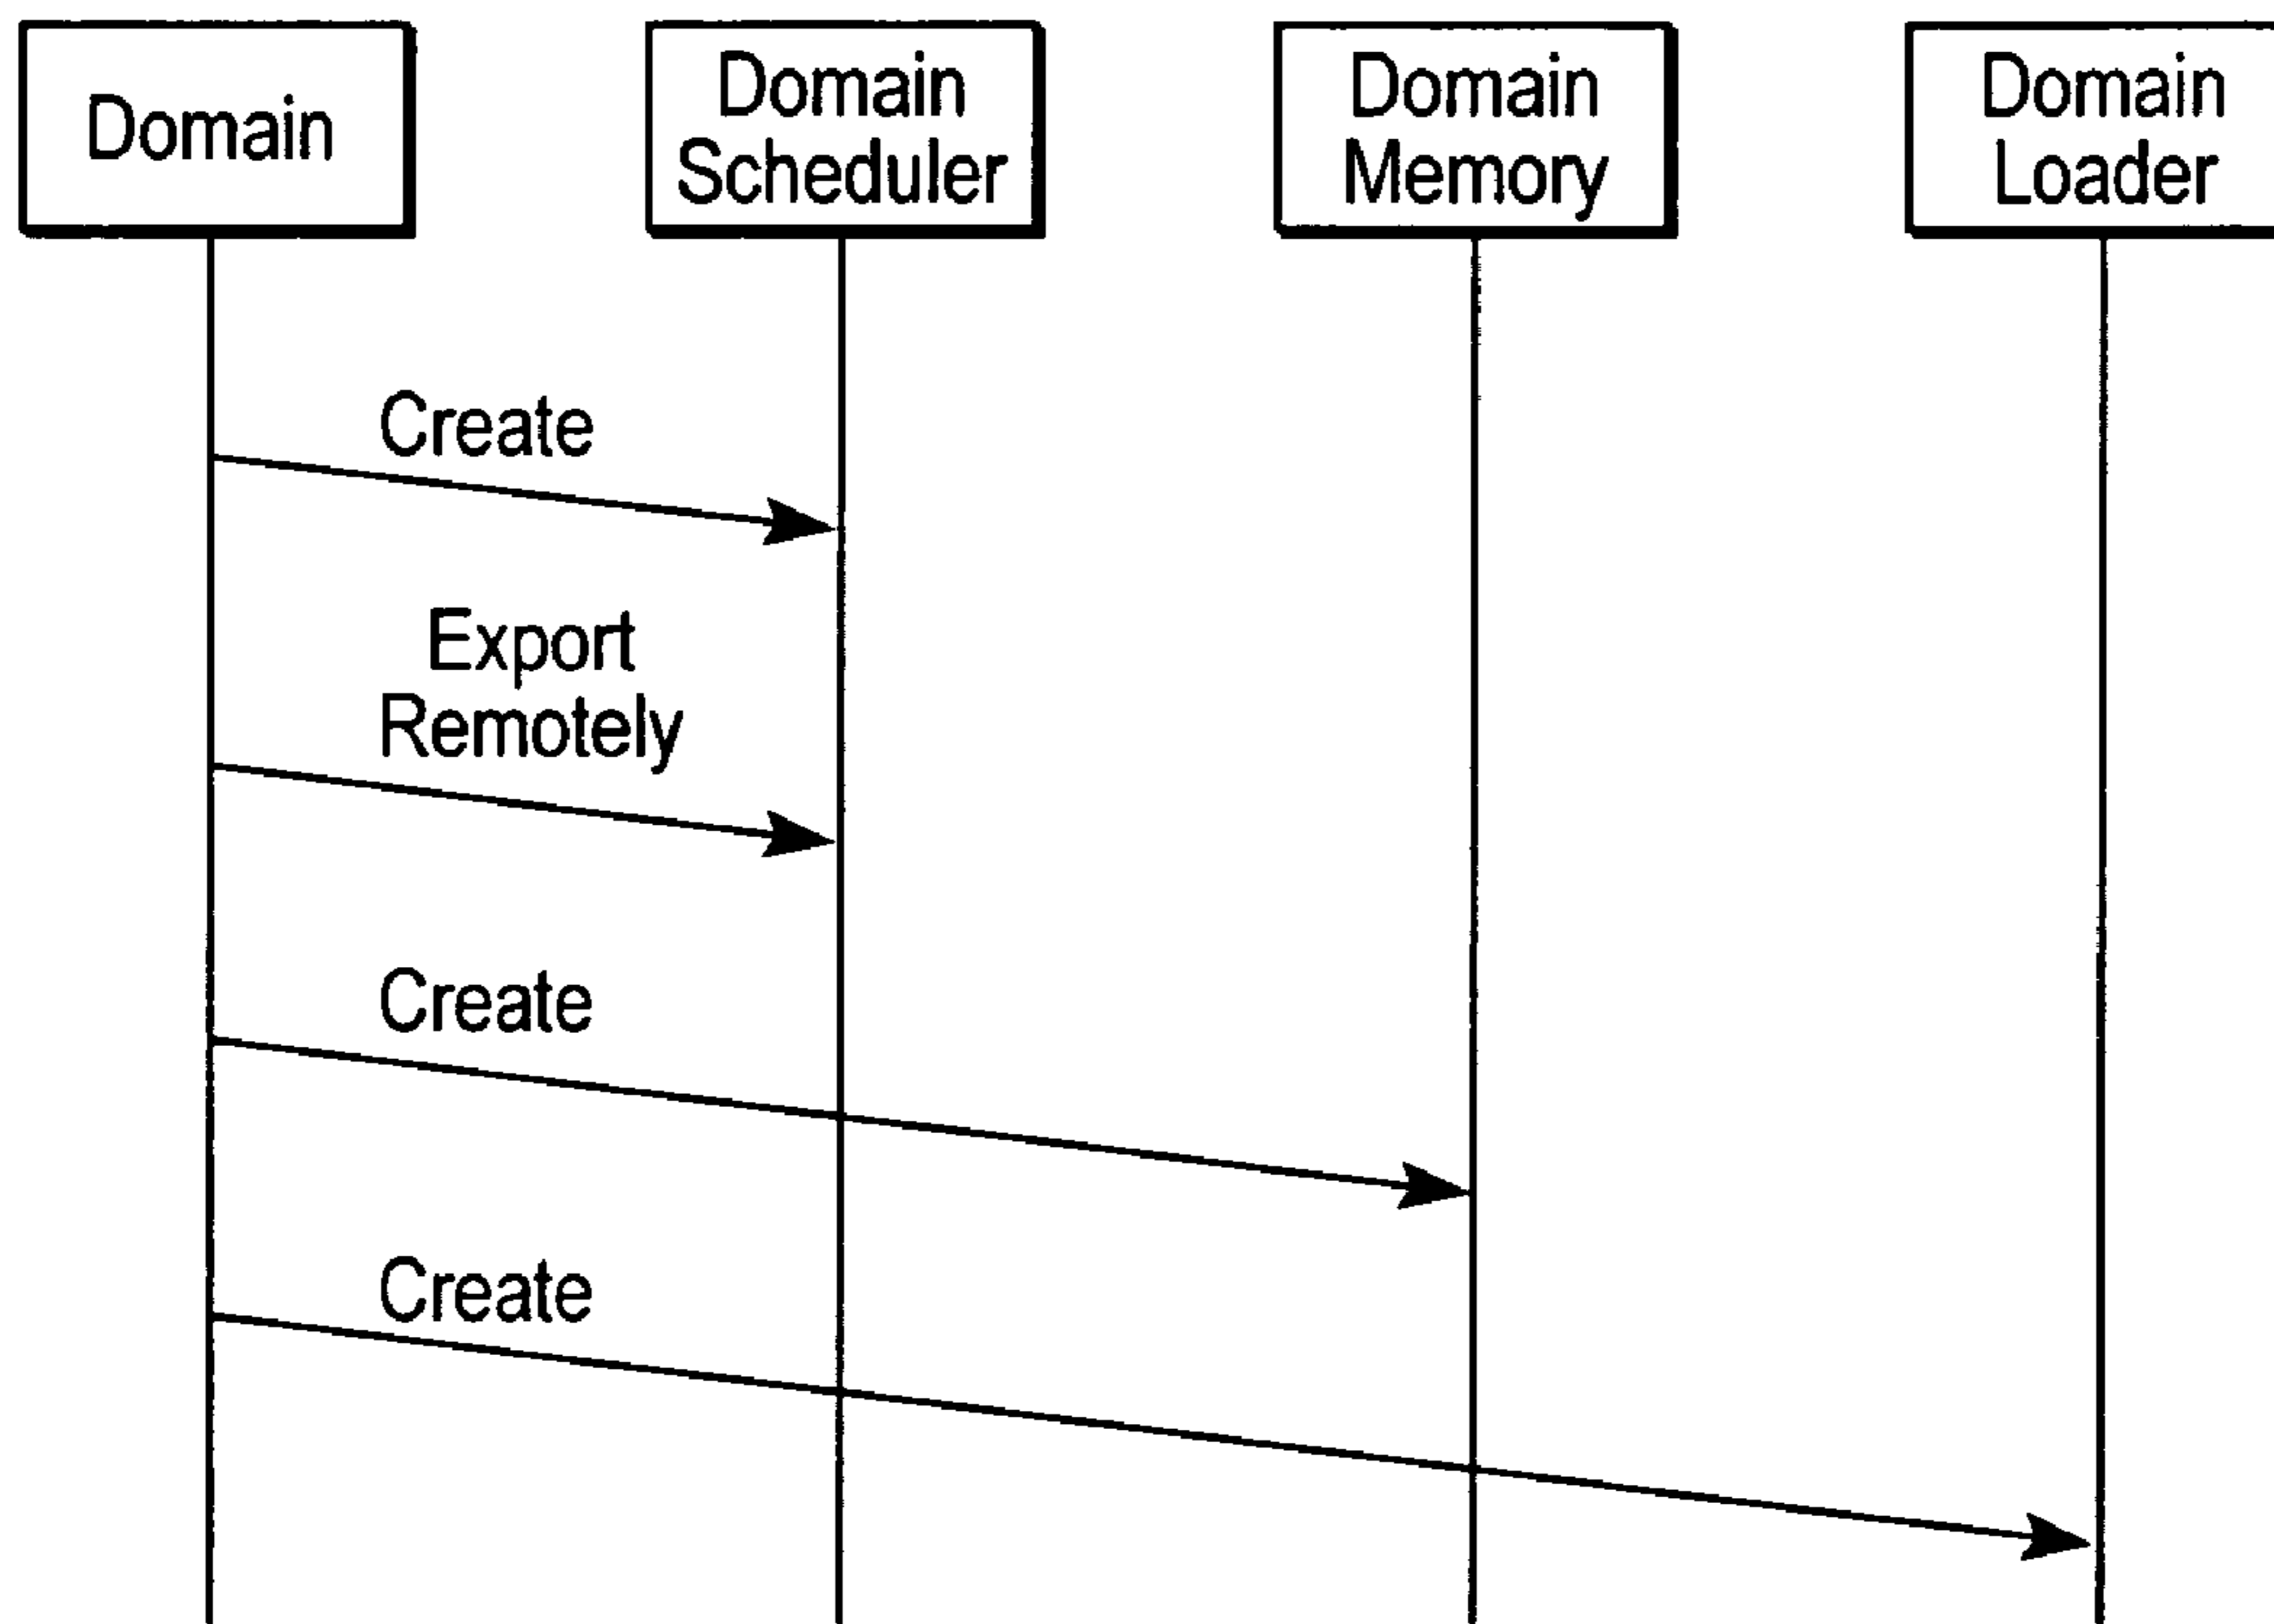 Domain
Domain
Scheduler
Domain
Memory
Domain
Loader
Create
Export
Remotely
Create
Create